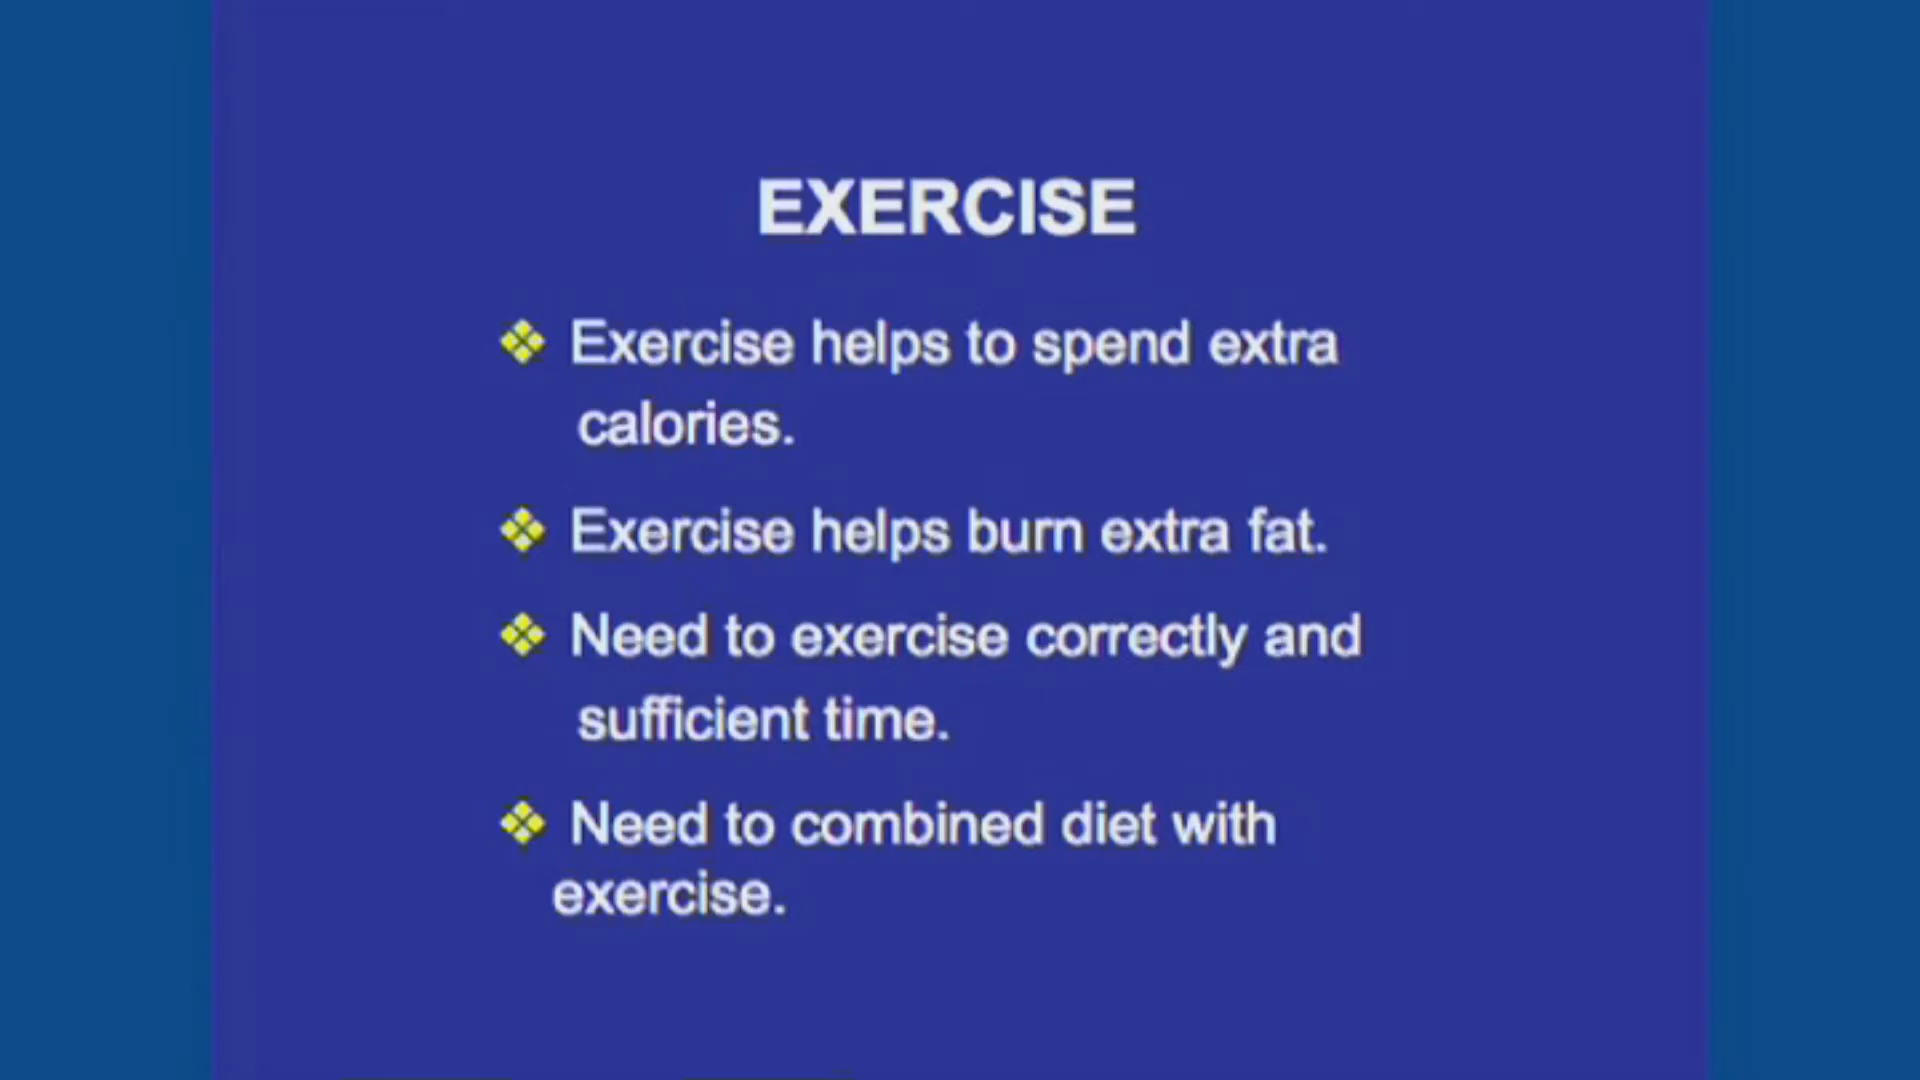 EXERCISE
❖ Exercise helps to spend extra
calories.
❖ Exercise helps burn extra fat.
❖ Need to exercise correctly and
sufficient time.
❖ Need to combined diet with
exercise.